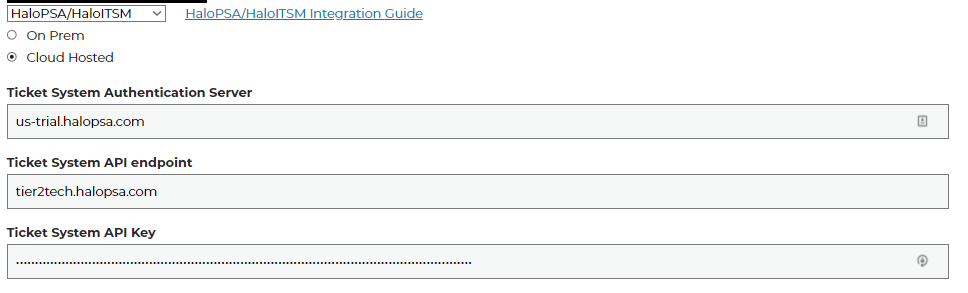 HaloPSA/HaloITSM HaloPSA/HaloITSM Integration Guide
On Prem
Cloud Hosted
Ticket System Authentication Server
us-trial.halopsa.com
Ticket System API endpoint
tier2tech.halopsa.com
Ticket System API Key